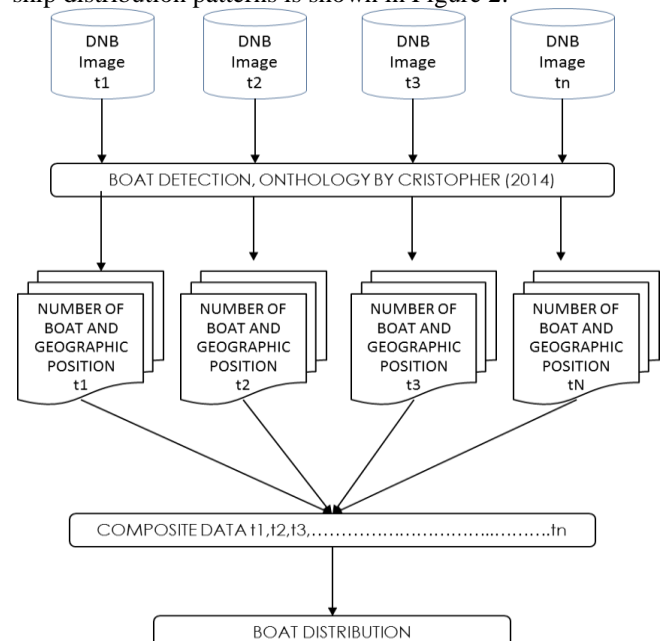 ship distribution patterns is shown in Figure 2.
DNB
Image
t1
DNB
Image
t2
DNB
Image
t3
DNB
Image
tn
BOAT DETECTION, ONTHOLOGY BY CRISTOPHER (2014)
NUMBER OF
BOAT AND
GEOGRAPHIC
POSITION
t1
NUMBER OF
BOAT AND
GEOGRAPHIC
POSITION
t2
NUMBER OF
BOAT AND
GEOGRAPHIC
POSITION
t3
NUMBER OF
BOAT AND
GEOGRAPHIC
POSITION
tN
COMPOSITE DATA t1,t2,t3,……………………………………….tn
BOAT DISTRIBUTION